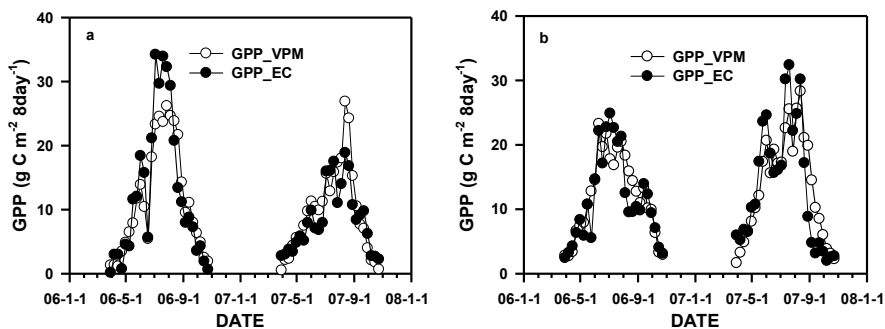 a
GPP_VPM
GPP_EC
GPP (g C m⁻² 8day⁻¹)
40
30
20
10
0
06-1-1 06-5-1 06-9-1 07-1-1 07-5-1 07-9-1 08-1-1
DATE
b
GPP_VPM
GPP_EC
GPP (g C m⁻² 8day⁻¹)
40
30
20
10
0
06-1-1 06-5-1 06-9-1 07-1-1 07-5-1 07-9-1 08-1-1
DATE